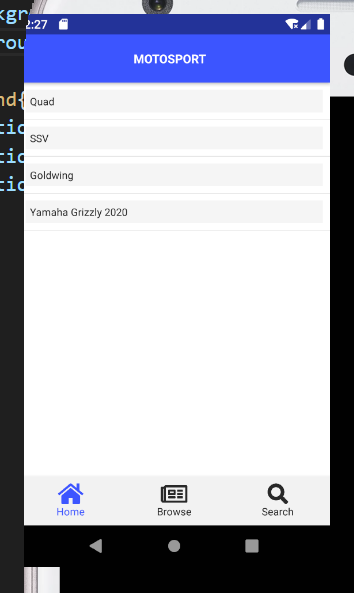 kgr
2:27
rou
MOTOSPORT
Quad
nd{
SSV
tic
tic
Goldwing
tic
Yamaha Grizzly 2020
Home
Browse
Search